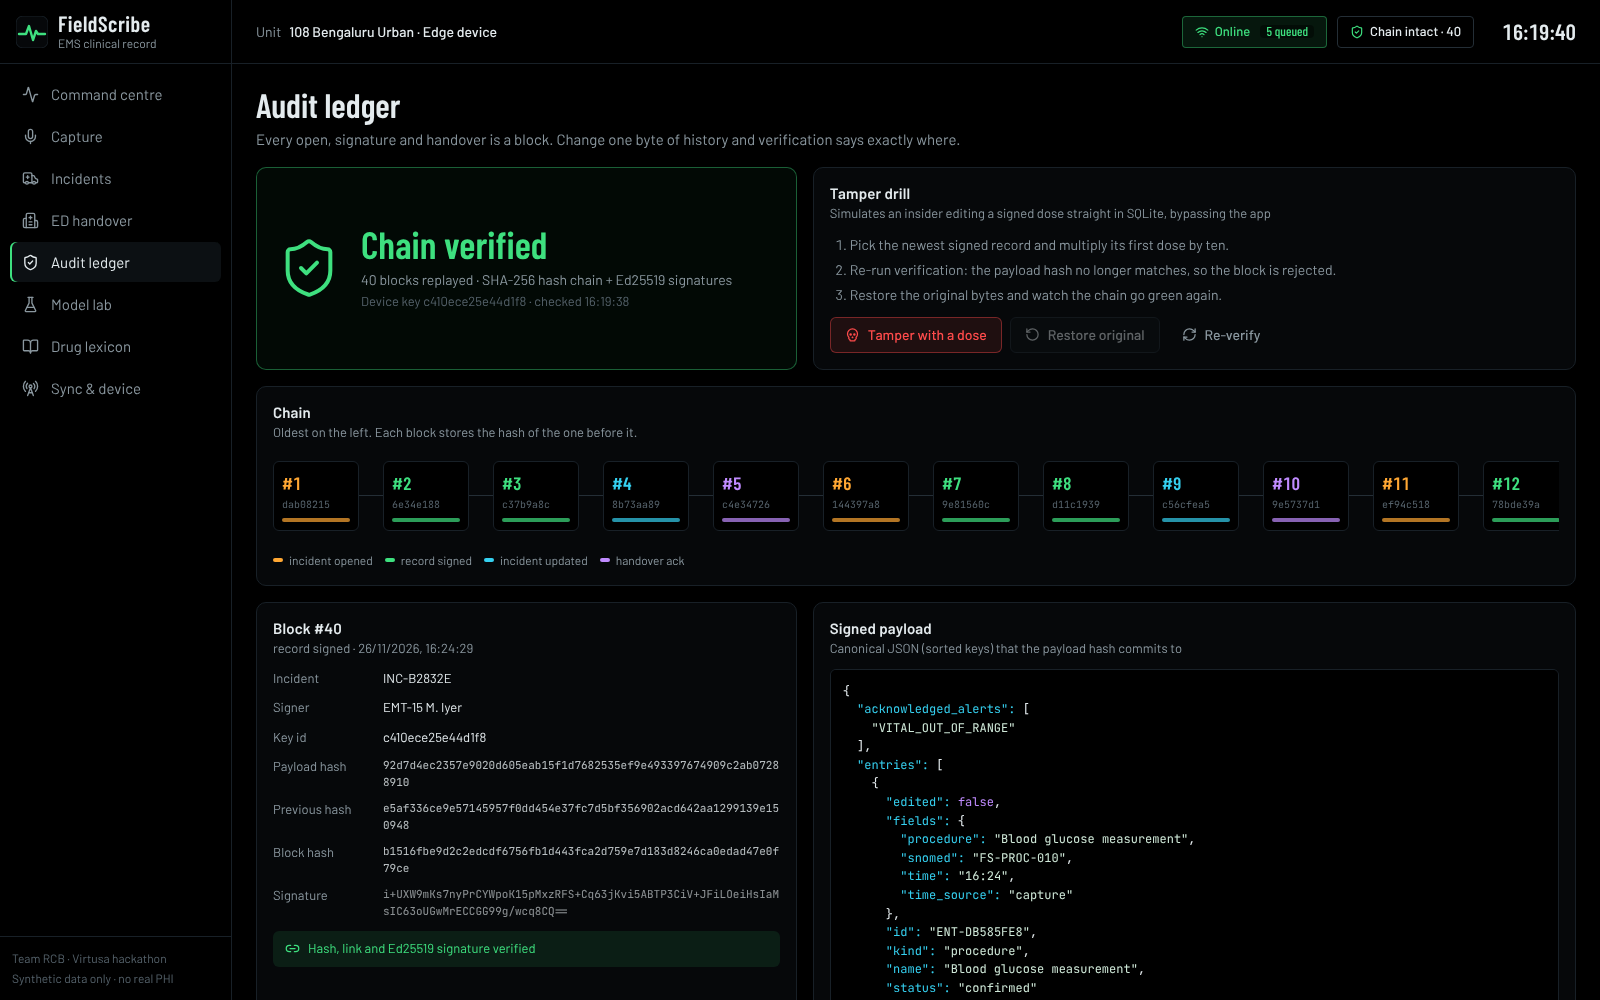 FieldScribe
EMS clinical record
Unit 108 Bengaluru Urban · Edge device
Online 5 queued
Chain intact · 40
16:19:40
Command centre
Capture
Incidents
ED handover
Audit ledger
Model lab
Drug lexicon
Sync & device
Team RCB · Virtusa hackathon
Synthetic data only · no real PHI
Audit ledger
Every open, signature and handover is a block. Change one byte of history and verification says exactly where.
Chain verified
40 blocks replayed · SHA-256 hash chain + Ed25519 signatures
Device key c410ece25e44d1f8 · checked 16:19:38
Tamper drill
Simulates an insider editing a signed dose straight in SQLite, bypassing the app
1. Pick the newest signed record and multiply its first dose by ten.
2. Re-run verification: the payload hash no longer matches, so the block is rejected.
3. Restore the original bytes and watch the chain go green again.
Tamper with a dose
Restore original
Re-verify
Chain
Oldest on the left. Each block stores the hash of the one before it.
#1 #2 #3 #4 #5 #6 #7 #8 #9 #10 #11 #12
dab08215 6e34e188 c37b9a8c 8b73aa89 c4e34726 144397a8 9e81560c d11c1939 c56cfea5 9e5737d1 ef94c518 78bde39a
incident opened record signed incident updated handover ack
Block #40
record signed · 26/11/2026, 16:24:29
Incident INC-B2832E
Signer EMT-15 M. Iyer
Key id c410ece25e44d1f8
Payload hash 92d7d4ec2357e9020d605eab15f1d7682535ef9e493397674909c2ab0728
8910
Previous hash e5af336ce9e57145957f0dd454e37fc7d5bf356902acd642aa1299139e15
0948
Block hash b1516fbe9d2c2edcdf6756fb1d443fca2d759e7d183d8246ca0edad47e0f
79ce
Signature i+UXW9mKs7nyPrCYWpoK15pMxzRFS+Cq63jKvi5ABTP3CiV+JFiLOeiHsIaM
sIC63oUGwMrECCGG99g/wcq8CQ==
Hash, link and Ed25519 signature verified
Signed payload
Canonical JSON (sorted keys) that the payload hash commits to
{
"acknowledged_alerts": [
"VITAL_OUT_OF_RANGE"
],
"entries": [
{
"edited": false,
"fields": {
"procedure": "Blood glucose measurement",
"snomed": "FS-PROC-010",
"time": "16:24",
"time_source": "capture"
},
"id": "ENT-DB585FE8",
"kind": "procedure",
"name": "Blood glucose measurement",
"status": "confirmed"